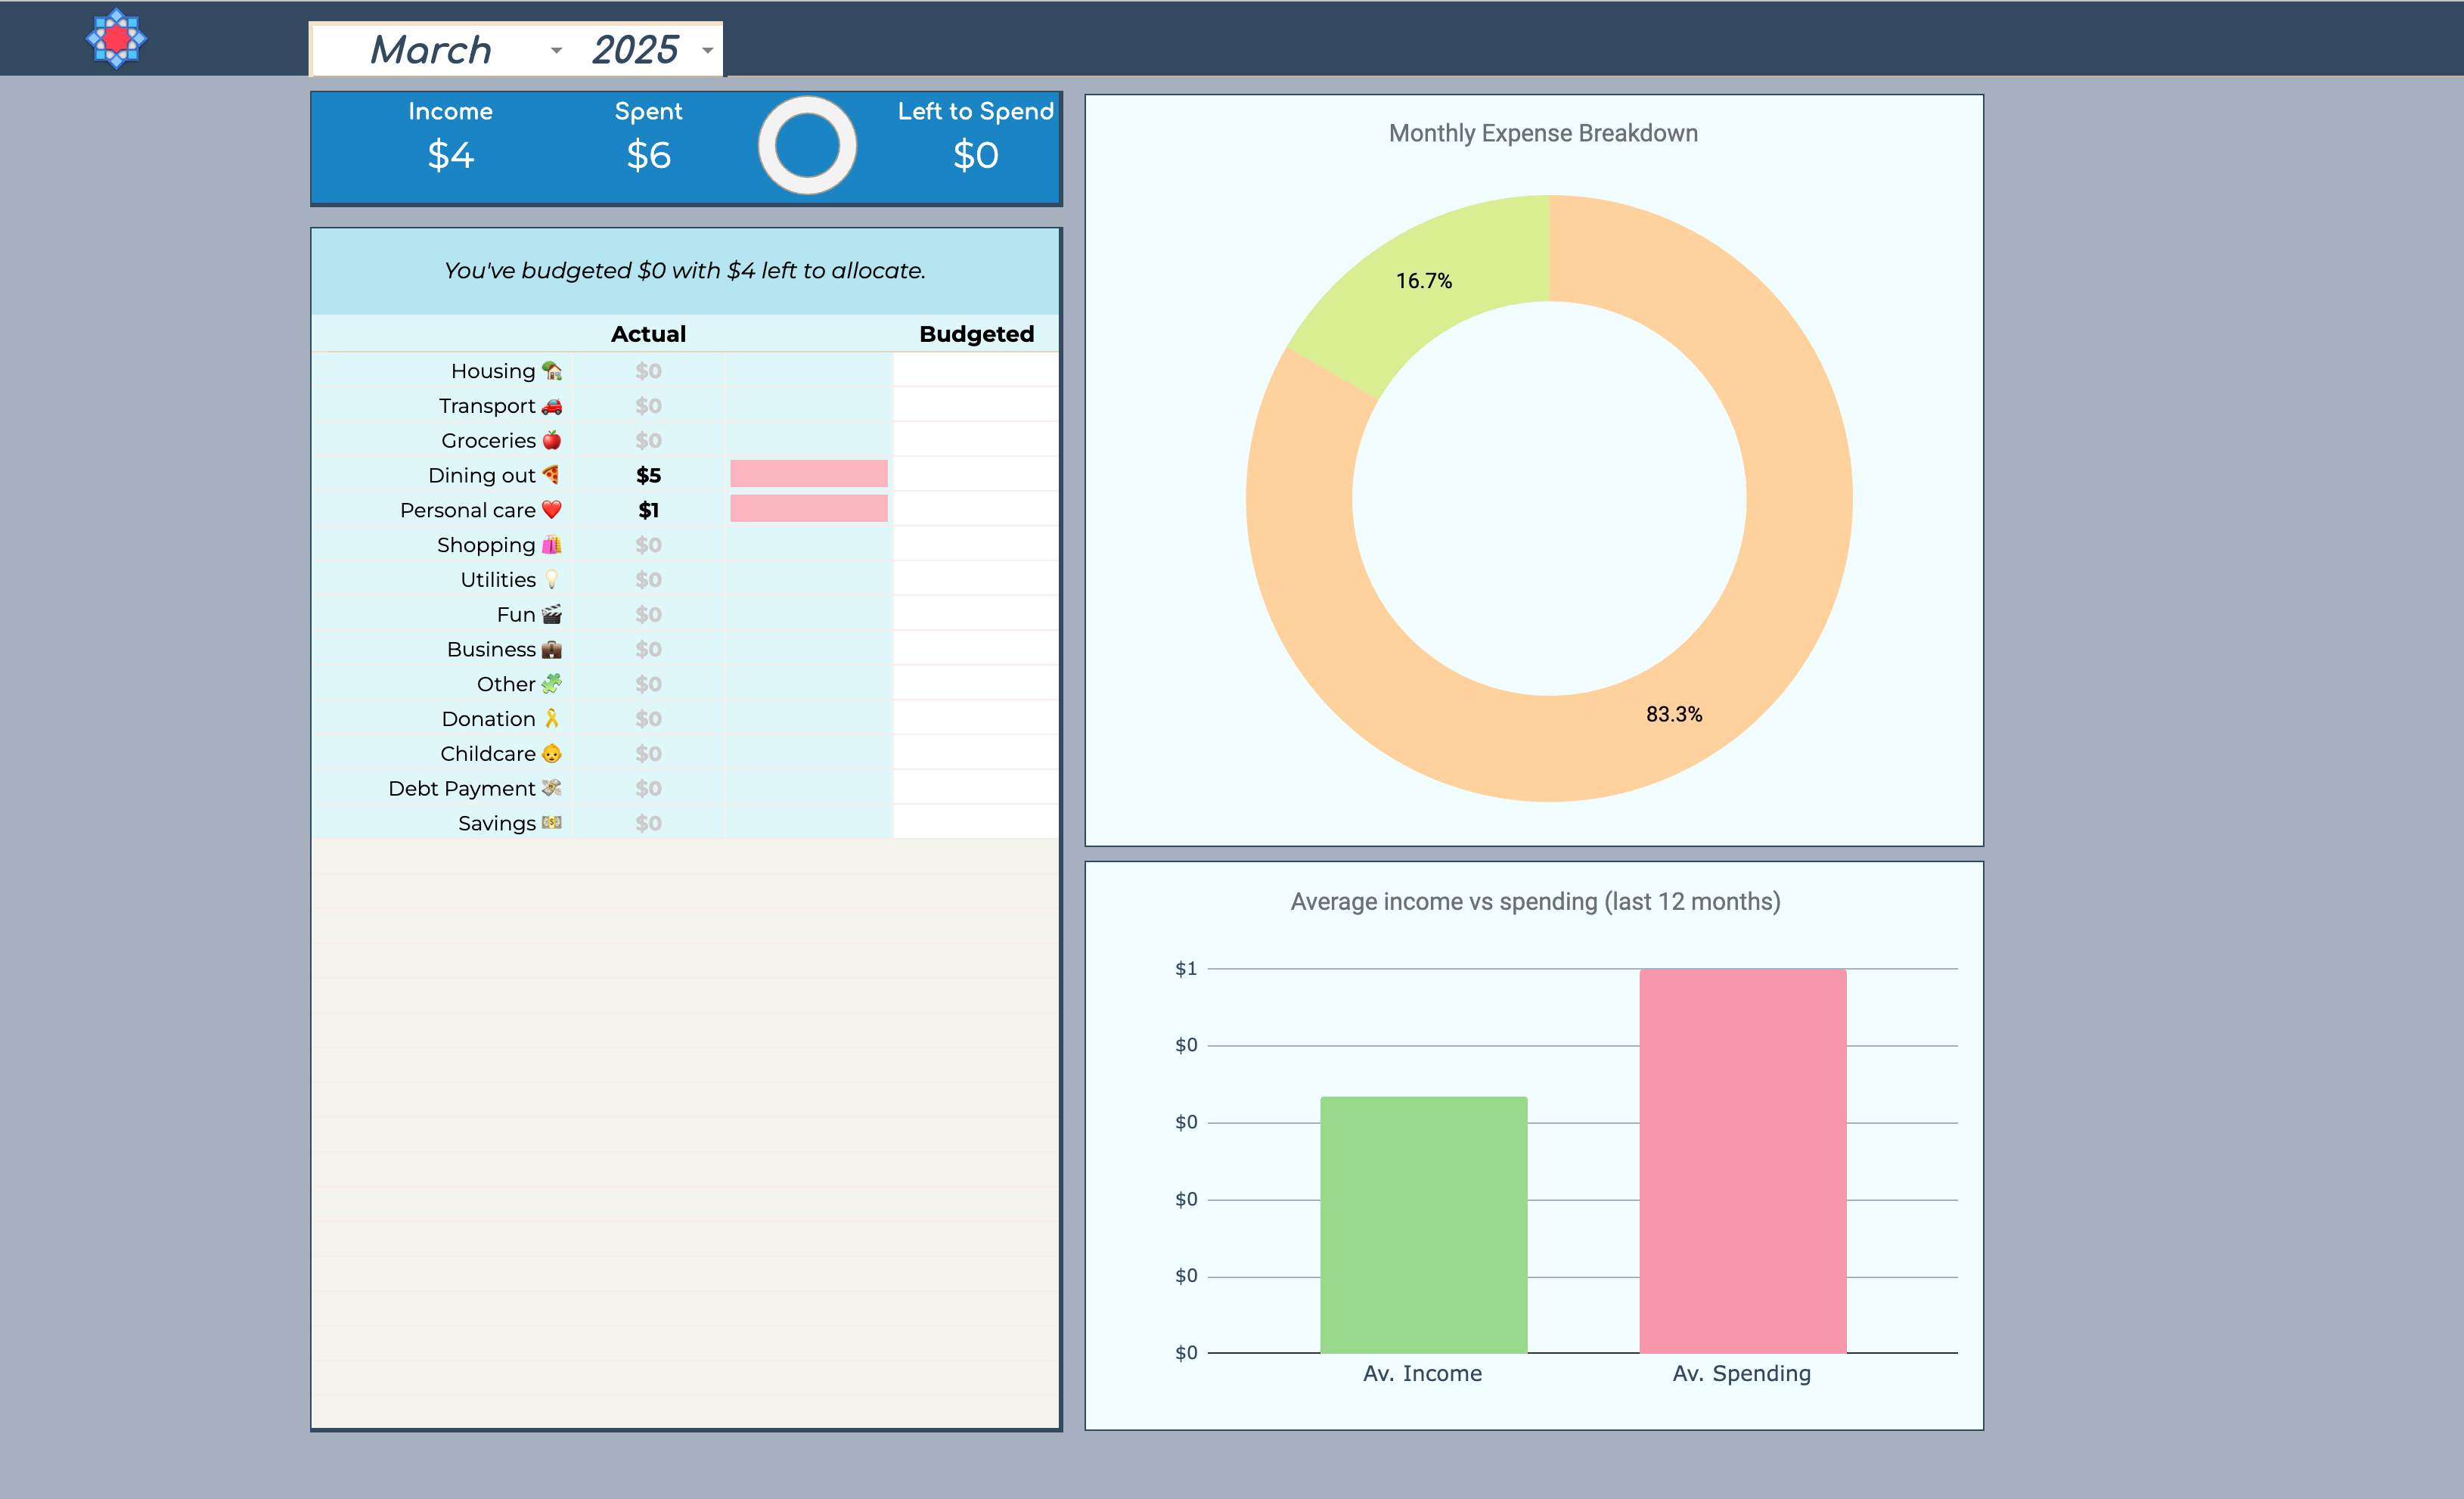 March 2025
Income Spent Left to Spend
$4 $6 $0
You've budgeted $0 with $4 left to allocate.
Actual Budgeted
Housing 🏡 $0
Transport 🚗 $0
Groceries 🍎 $0
Dining out 🍕 $5
Personal care ❤️ $1
Shopping 🛍️ $0
Utilities 💡 $0
Fun 🎬 $0
Business 💼 $0
Other 🧩 $0
Donation 🎗️ $0
Childcare 👶 $0
Debt Payment 💸 $0
Savings 💵 $0
Monthly Expense Breakdown
16.7%
83.3%
Average income vs spending (last 12 months)
$1
$0
$0
$0
$0
$0
Av. Income Av. Spending